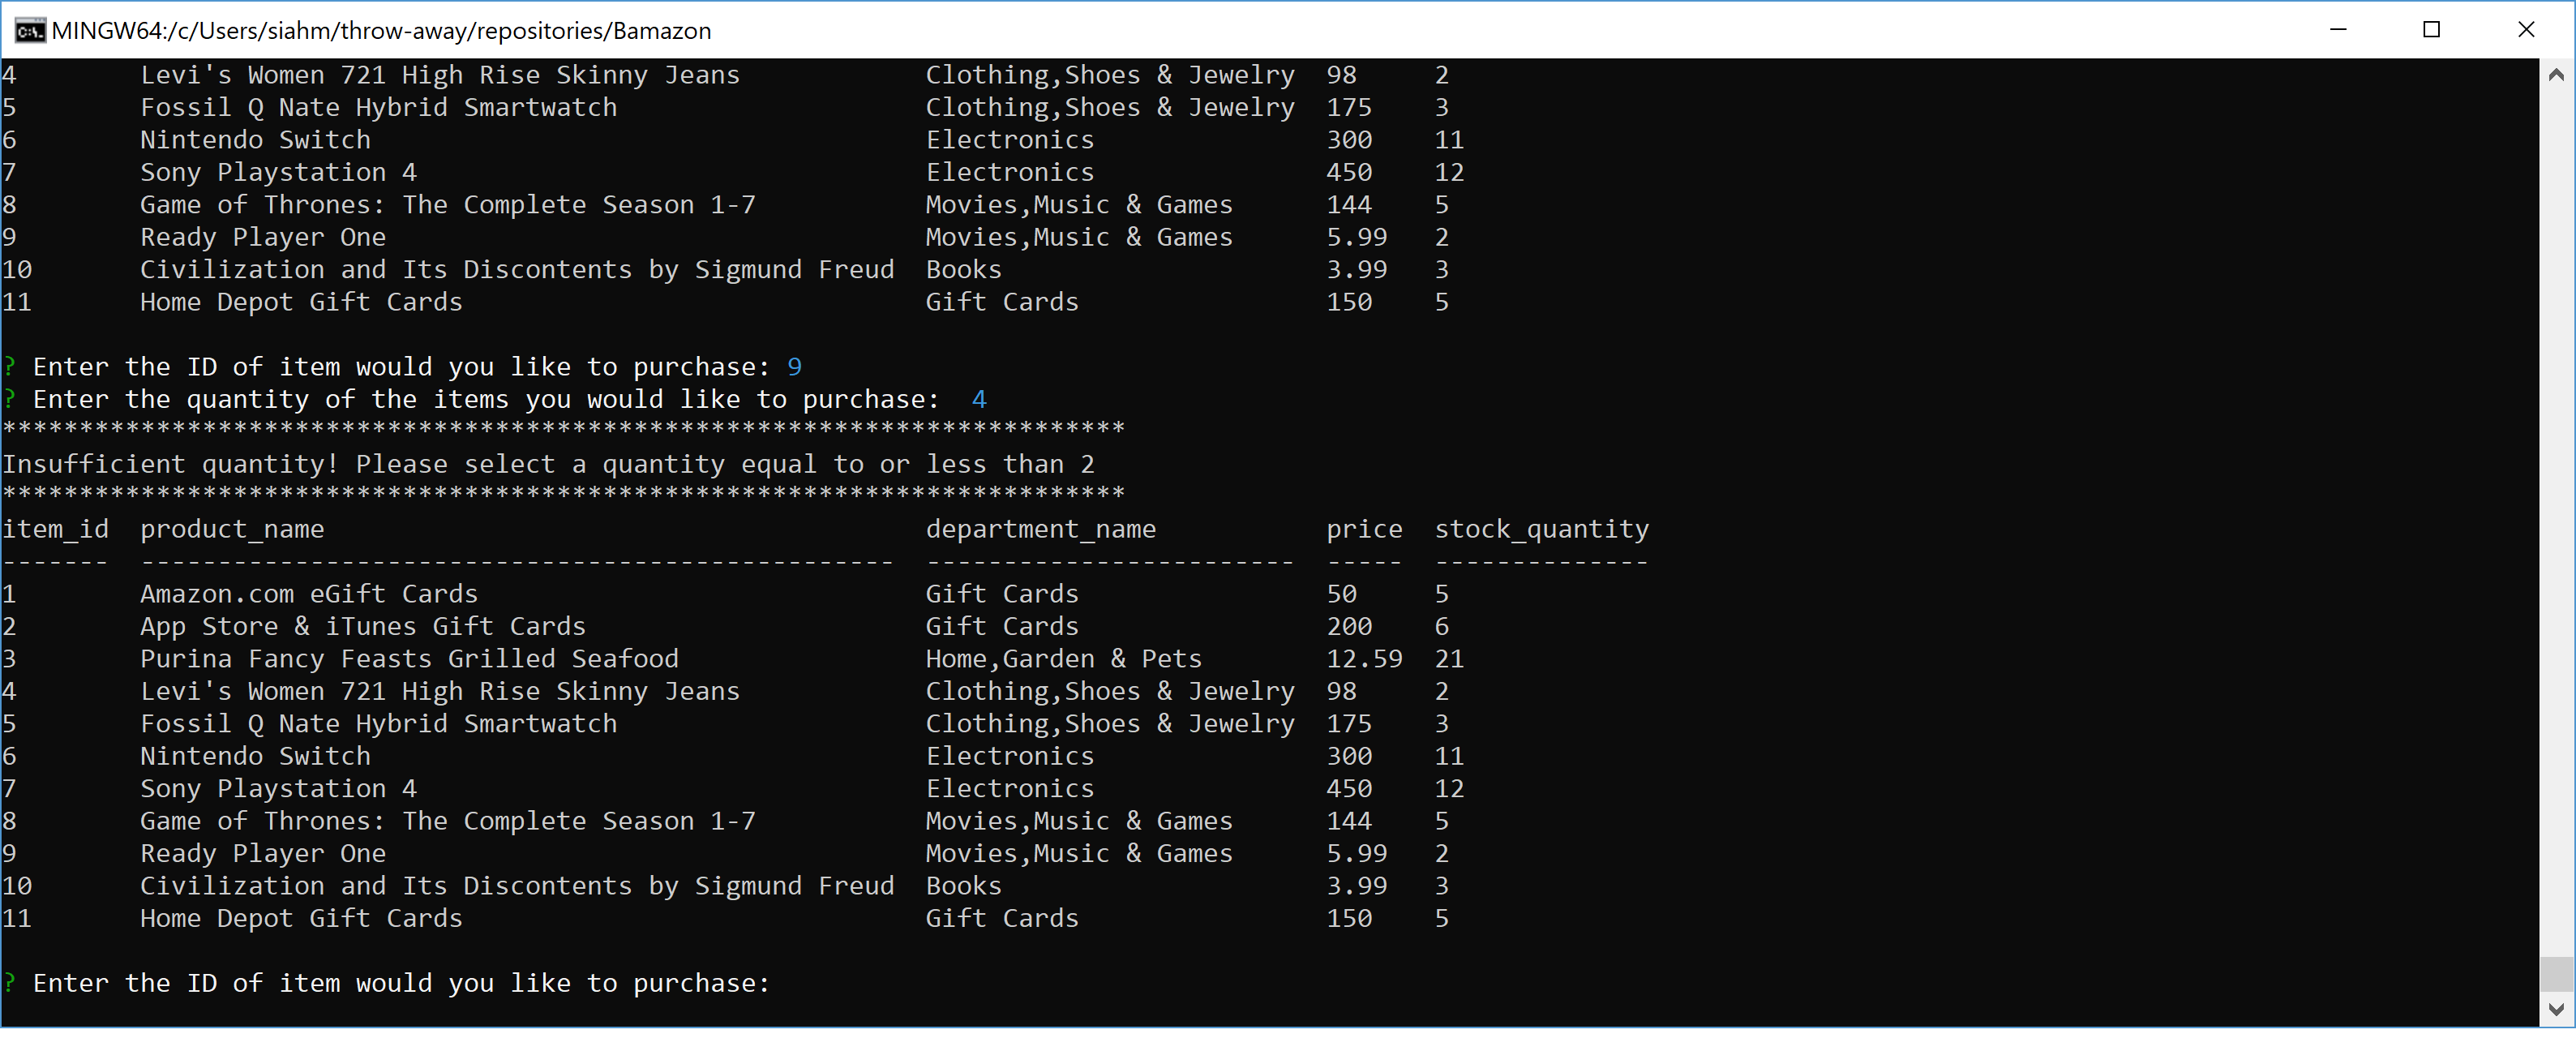 MINGW64:/c/Users/siahm/throw-away/repositories/Bamazon
4        Levi's Women 721 High Rise Skinny Jeans            Clothing,Shoes & Jewelry  98     2
5        Fossil Q Nate Hybrid Smartwatch                    Clothing,Shoes & Jewelry  175    3
6        Nintendo Switch                                    Electronics               300    11
7        Sony Playstation 4                                 Electronics               450    12
8        Game of Thrones: The Complete Season 1-7           Movies,Music & Games      144    5
9        Ready Player One                                   Movies,Music & Games      5.99   2
10       Civilization and Its Discontents by Sigmund Freud  Books                     3.99   3
11       Home Depot Gift Cards                              Gift Cards                150    5
? Enter the ID of item would you like to purchase: 9
? Enter the quantity of the items you would like to purchase:  4
*************************************************************************
Insufficient quantity! Please select a quantity equal to or less than 2
*************************************************************************
item_id  product_name                                       department_name           price  stock_quantity
-------  -------------------------------------------------  ------------------------  -----  --------------
1        Amazon.com eGift Cards                             Gift Cards                50     5
2        App Store & iTunes Gift Cards                      Gift Cards                200    6
3        Purina Fancy Feasts Grilled Seafood                Home,Garden & Pets        12.59  21
4        Levi's Women 721 High Rise Skinny Jeans            Clothing,Shoes & Jewelry  98     2
5        Fossil Q Nate Hybrid Smartwatch                    Clothing,Shoes & Jewelry  175    3
6        Nintendo Switch                                    Electronics               300    11
7        Sony Playstation 4                                 Electronics               450    12
8        Game of Thrones: The Complete Season 1-7           Movies,Music & Games      144    5
9        Ready Player One                                   Movies,Music & Games      5.99   2
10       Civilization and Its Discontents by Sigmund Freud  Books                     3.99   3
11       Home Depot Gift Cards                              Gift Cards                150    5
? Enter the ID of item would you like to purchase: